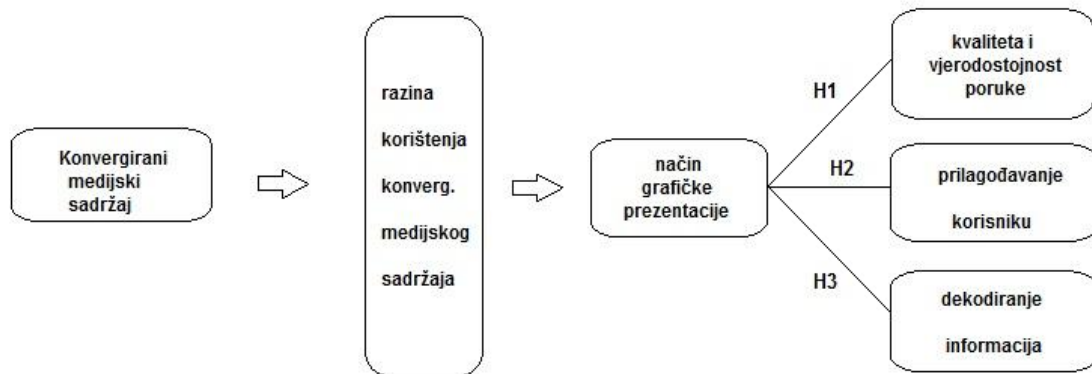 Konvergirani
medijski
sadržaj
razina
korištenja
konverg.
medijskog
sadržaja
način
grafičke
prezentacije
H1
H2
H3
kvaliteta i
vjerodostojnost
poruke
prilagođavanje
korisniku
dekodiranje
informacija